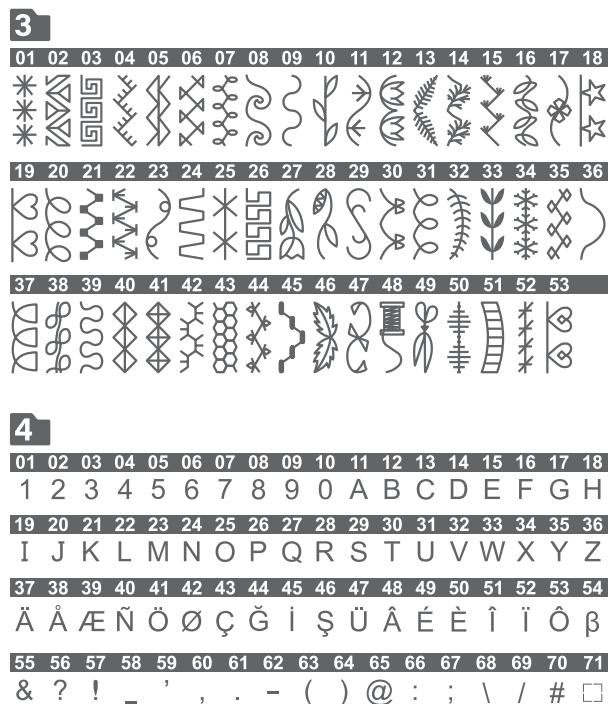 3
01 02 03 04 05 06 07 08 09 10 11 12 13 14 15 16 17 18
19 20 21 22 23 24 25 26 27 28 29 30 31 32 33 34 35 36
37 38 39 40 41 42 43 44 45 46 47 48 49 50 51 52 53
4
01 02 03 04 05 06 07 08 09 10 11 12 13 14 15 16 17 18
1 2 3 4 5 6 7 8 9 0 A B C D E F G H
19 20 21 22 23 24 25 26 27 28 29 30 31 32 33 34 35 36
I J K L M N O P Q R S T U V W X Y Z
37 38 39 40 41 42 43 44 45 46 47 48 49 50 51 52 53 54
Ä Å Æ Ñ Ö Ø Ç Ğ İ Ş Ü Â É È Î Ï Ô β
55 56 57 58 59 60 61 62 63 64 65 66 67 68 69 70 71
& ? ! _ ’ , . - ( ) @ : ; \ / #